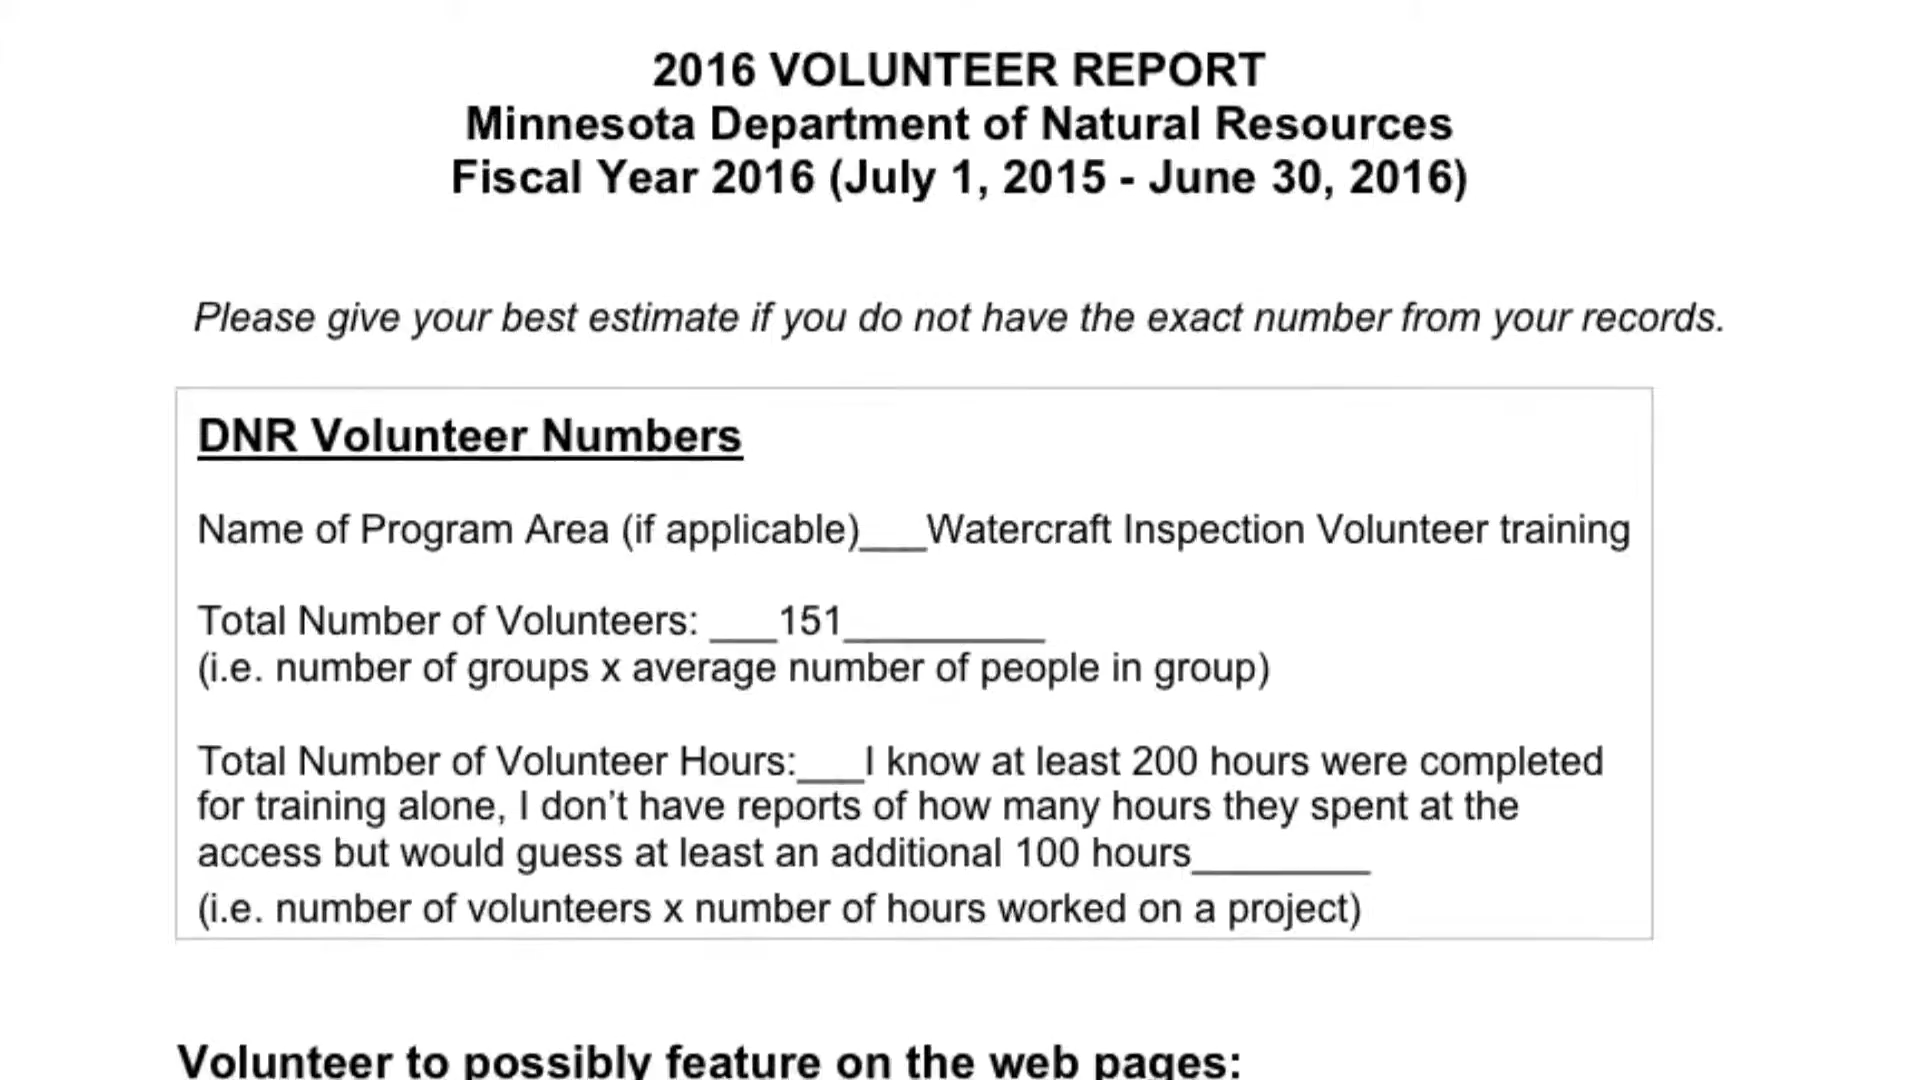 2016 VOLUNTEER REPORT
Minnesota Department of Natural Resources
Fiscal Year 2016 (July 1, 2015 - June 30, 2016)
Please give your best estimate if you do not have the exact number from your records.
DNR Volunteer Numbers
Name of Program Area (if applicable)___Watercraft Inspection Volunteer training
Total Number of Volunteers: ___151_________
(i.e. number of groups x average number of people in group)
Total Number of Volunteer Hours:___I know at least 200 hours were completed
for training alone, I don’t have reports of how many hours they spent at the
access but would guess at least an additional 100 hours________
(i.e. number of volunteers x number of hours worked on a project)
Volunteer to possibly feature on the web pages: